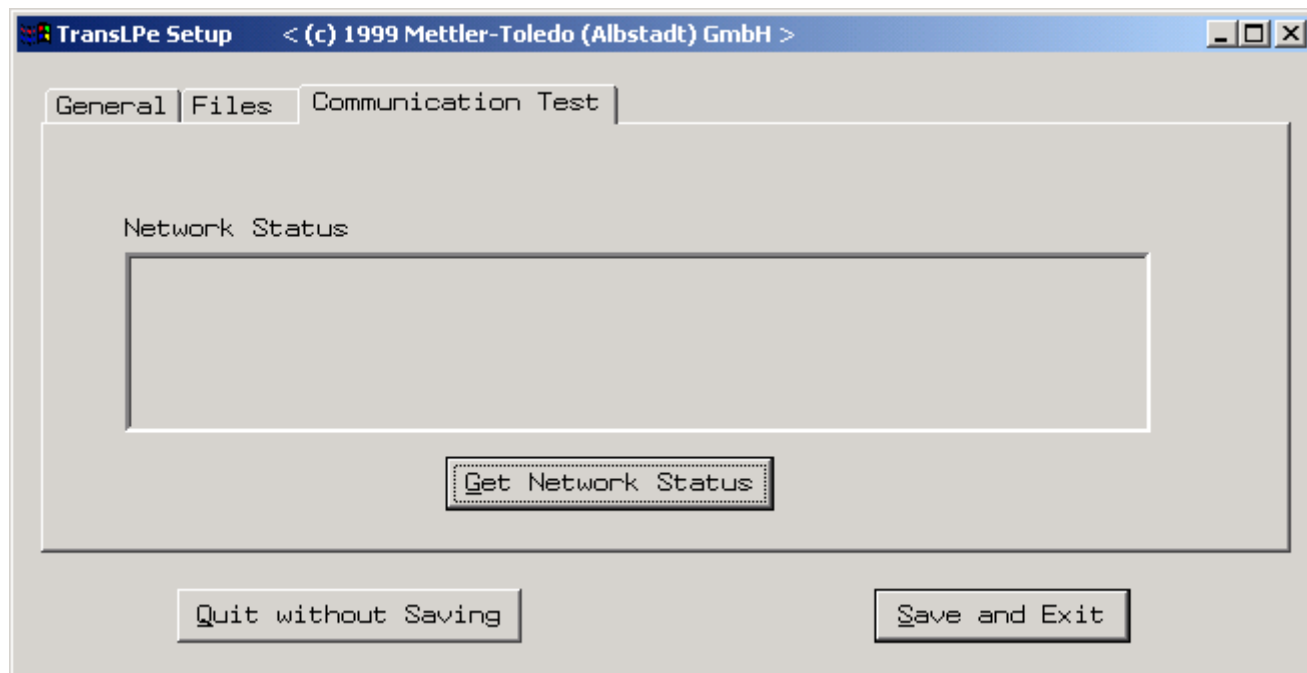 TransLPe Setup < (c) 1999 Mettler-Toledo (Albstadt) GmbH >
General Files Communication Test
Network Status
Get Network Status
Quit without Saving Save and Exit